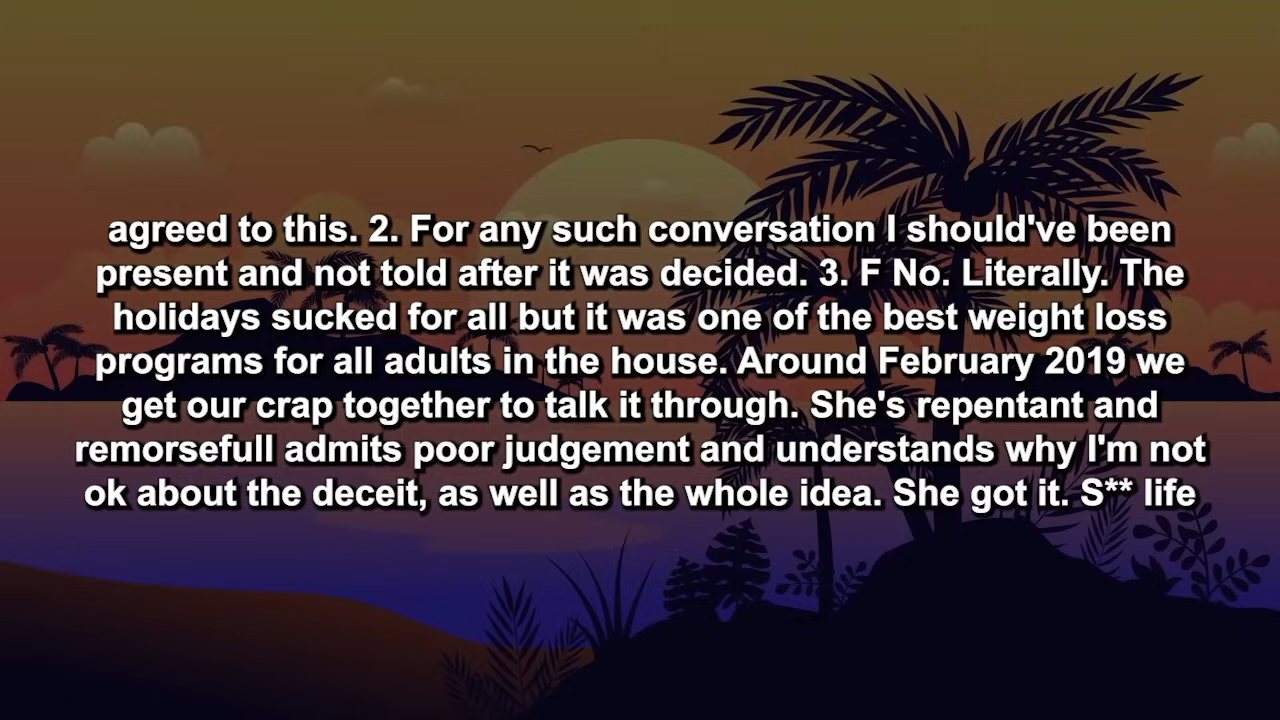 agreed to this. 2. For any such conversation I should've been
present and not told after it was decided. 3. F No. Literally. The
holidays sucked for all but it was one of the best weight loss
programs for all adults in the house. Around February 2019 we
get our crap together to talk it through. She's repentant and
remorsefull admits poor judgement and understands why I'm not
ok about the deceit, as well as the whole idea. She got it. S** life